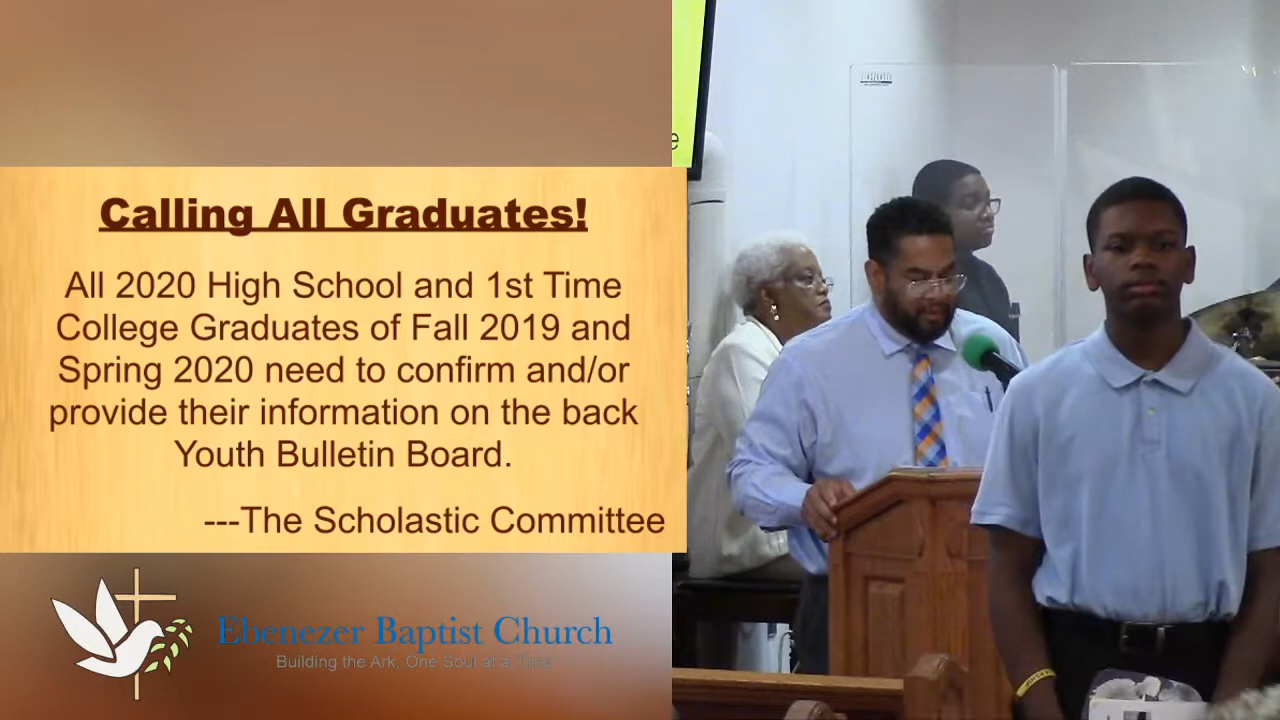 Calling All Graduates!
All 2020 High School and 1st Time
College Graduates of Fall 2019 and
Spring 2020 need to confirm and/or
provide their information on the back
Youth Bulletin Board.
---The Scholastic Committee
Ebenezer Baptist Church
Building the Ark, One Soul at a Time
e